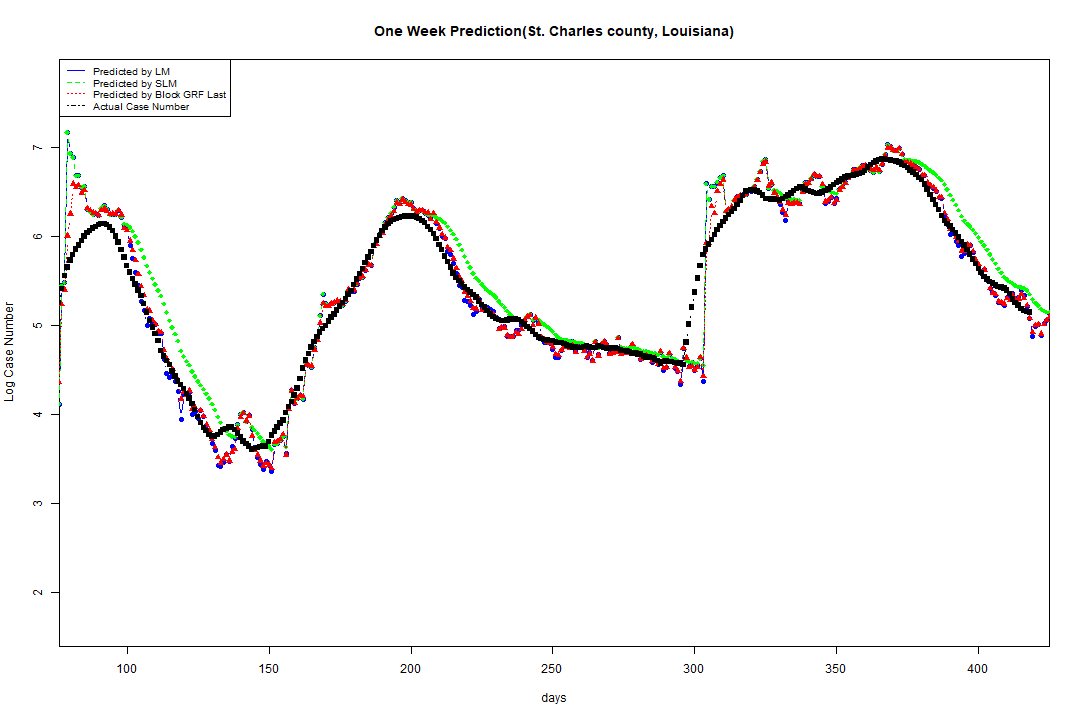 One Week Prediction(St. Charles county, Louisiana)
Predicted by LM
Predicted by SLM
Predicted by Block GRF Last
Actual Case Number
Log Case Number
7
6
5
4
3
2
100 150 200 250 300 350 400
days